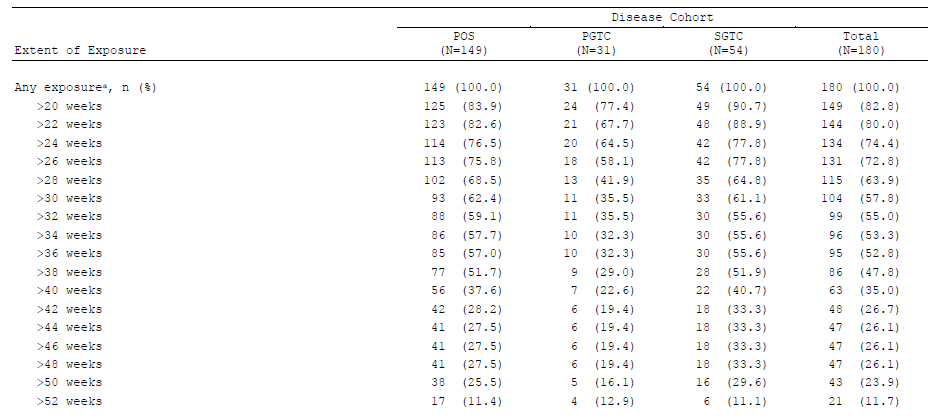 Disease Cohort
POS PGTC SGTC Total
Extent of Exposure (N=149) (N=31) (N=54) (N=180)
Any exposureᵃ, n (%) 149 (100.0) 31 (100.0) 54 (100.0) 180 (100.0)
>20 weeks 125 (83.9) 24 (77.4) 49 (90.7) 149 (82.8)
>22 weeks 123 (82.6) 21 (67.7) 48 (88.9) 144 (80.0)
>24 weeks 114 (76.5) 20 (64.5) 42 (77.8) 134 (74.4)
>26 weeks 113 (75.8) 18 (58.1) 42 (77.8) 131 (72.8)
>28 weeks 102 (68.5) 13 (41.9) 35 (64.8) 115 (63.9)
>30 weeks 93 (62.4) 11 (35.5) 33 (61.1) 104 (57.8)
>32 weeks 88 (59.1) 11 (35.5) 30 (55.6) 99 (55.0)
>34 weeks 86 (57.7) 10 (32.3) 30 (55.6) 96 (53.3)
>36 weeks 85 (57.0) 10 (32.3) 30 (55.6) 95 (52.8)
>38 weeks 77 (51.7) 9 (29.0) 28 (51.9) 86 (47.8)
>40 weeks 56 (37.6) 7 (22.6) 22 (40.7) 63 (35.0)
>42 weeks 42 (28.2) 6 (19.4) 18 (33.3) 48 (26.7)
>44 weeks 41 (27.5) 6 (19.4) 18 (33.3) 47 (26.1)
>46 weeks 41 (27.5) 6 (19.4) 18 (33.3) 47 (26.1)
>48 weeks 41 (27.5) 6 (19.4) 18 (33.3) 47 (26.1)
>50 weeks 38 (25.5) 5 (16.1) 16 (29.6) 43 (23.9)
>52 weeks 17 (11.4) 4 (12.9) 6 (11.1) 21 (11.7)